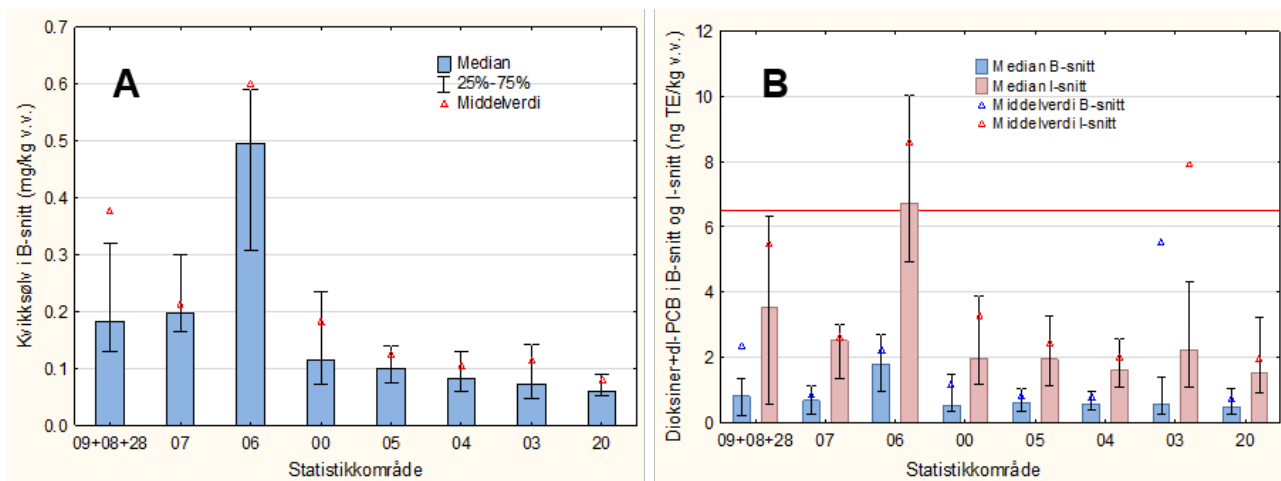 A
Median
25%-75%
Middelverdi
Kvikksølv i B-snitt (mg/kg v.v.)
0.7
0.6
0.5
0.4
0.3
0.2
0.1
0.0
09+08+28 07 06 00 05 04 03 20
Statistikkområde
B
Median B-snitt
Median I-snitt
Middelverdi B-snitt
Middelverdi I-snitt
Dioksiner+dl-PCB i B-snitt og I-snitt (ng TE/kg v.v.)
12
10
8
6
4
2
0
09+08+28 07 06 00 05 04 03 20
Statistikkområde